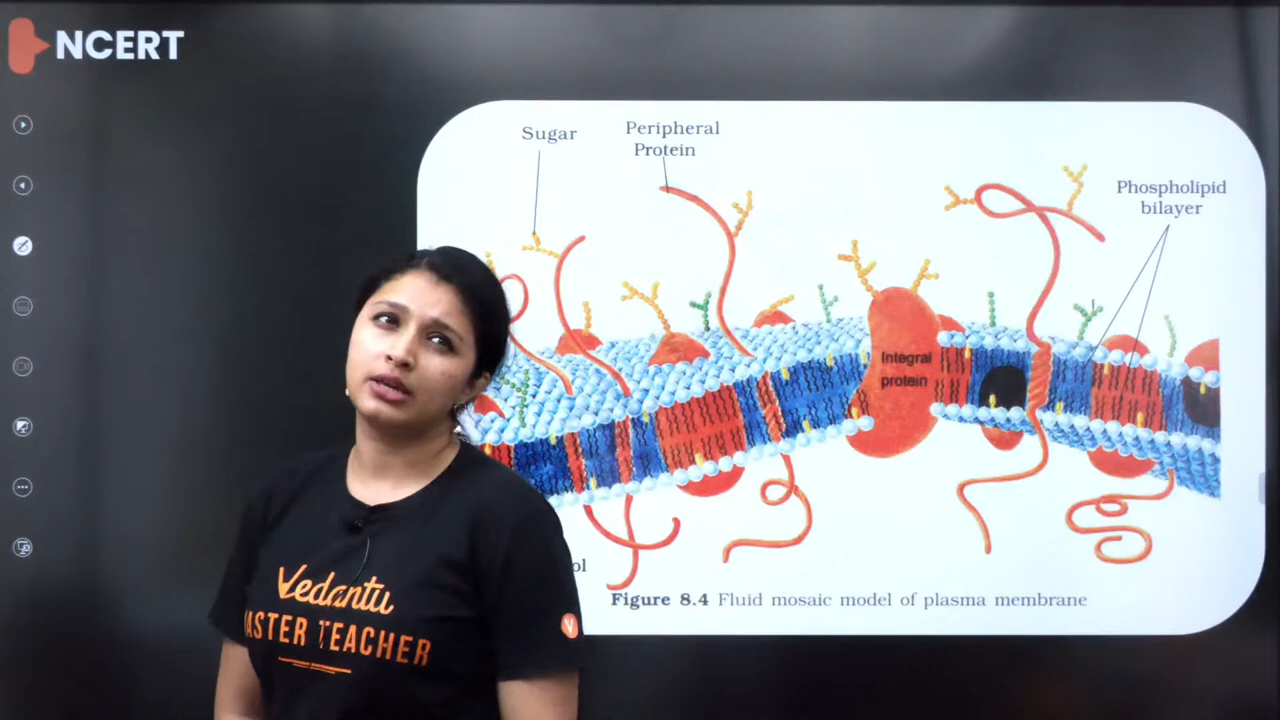 NCERT
Sugar
Peripheral
Protein
Phospholipid
bilayer
Integral
protein
ol
Figure 8.4 Fluid mosaic model of plasma membrane
Vedantu
MASTER TEACHER
V